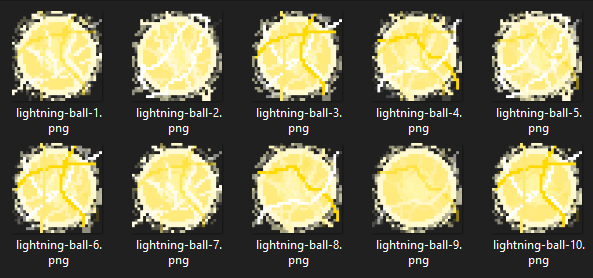 lightning-ball-1.
png
lightning-ball-2.
png
lightning-ball-3.
png
lightning-ball-4.
png
lightning-ball-5.
png
lightning-ball-6.
png
lightning-ball-7.
png
lightning-ball-8.
png
lightning-ball-9.
png
lightning-ball-10.
png